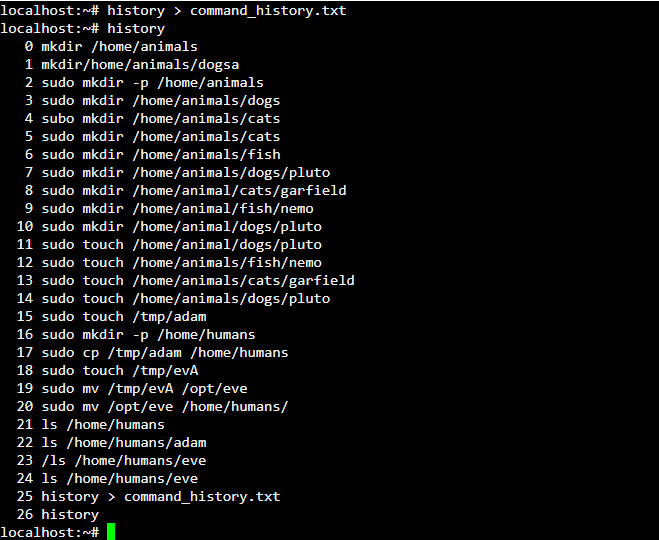 localhost:~# history > command_history.txt
localhost:~# history
0 mkdir /home/animals
1 mkdir/home/animals/dogsa
2 sudo mkdir -p /home/animals
3 sudo mkdir /home/animals/dogs
4 subo mkdir /home/animals/cats
5 sudo mkdir /home/animals/cats
6 sudo mkdir /home/animals/fish
7 sudo mkdir /home/animals/dogs/pluto
8 sudo mkdir /home/animal/cats/garfield
9 sudo mkdir /home/animal/fish/nemo
10 sudo mkdir /home/animal/dogs/pluto
11 sudo touch /home/animal/dogs/pluto
12 sudo touch /home/animals/fish/nemo
13 sudo touch /home/animals/cats/garfield
14 sudo touch /home/animals/dogs/pluto
15 sudo touch /tmp/adam
16 sudo mkdir -p /home/humans
17 sudo cp /tmp/adam /home/humans
18 sudo touch /tmp/evA
19 sudo mv /tmp/evA /opt/eve
20 sudo mv /opt/eve /home/humans/
21 ls /home/humans
22 ls /home/humans/adam
23 /ls /home/humans/eve
24 ls /home/humans/eve
25 history > command_history.txt
26 history
localhost:~#